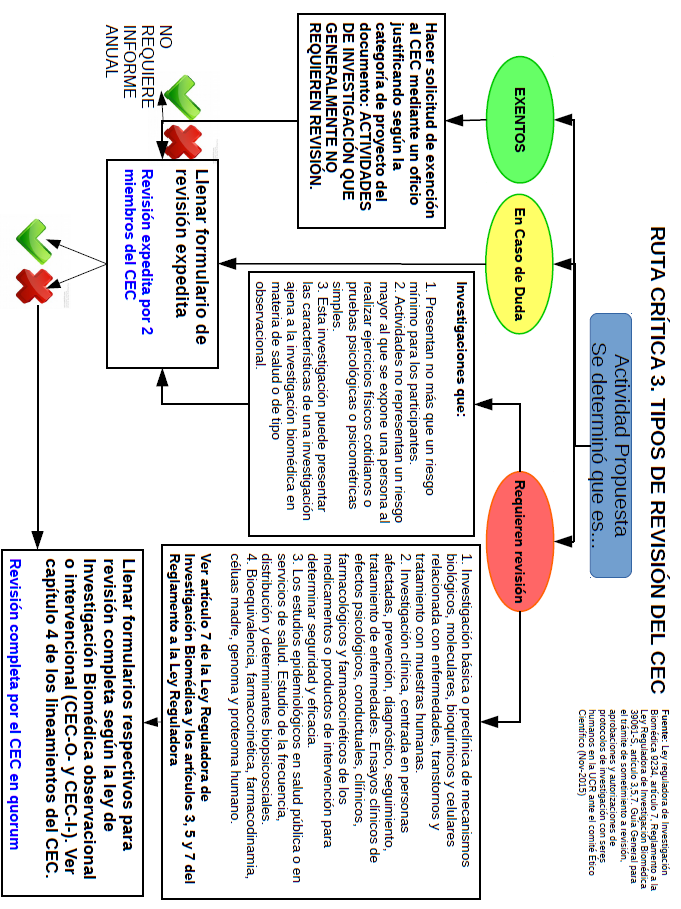 RUTA CRÍTICA 3. TIPOS DE REVISIÓN DEL CEC
Fuente: Ley reguladora de Investigación
Biomédica 9234, artículo 7. Reglamento a la
Ley Reguladora de Investigación Biomédica
39061-S, artículo 3,5,7. Guía General para
el trámite de sometimiento a revisión,
aprobaciones y autorizaciones de
protocolos de investigación con seres
humanos en la UCR ante el comité Ético
Científico (Nov-2015)
Actividad Propuesta
Se determinó que es...
EXENTOS
En Caso de Duda
Requieren revisión
Hacer solicitud de exención
al CEC mediante un oficio
justificando según la
categoría de proyecto del
documento: ACTIVIDADES
DE INVESTIGACIÓN QUE
GENERALMENTE NO
REQUIEREN REVISIÓN.
Investigaciones que:
1. Presentan no más que un riesgo
mínimo para los participantes.
2. Actividades no representan un riesgo
mayor al que se expone una persona al
realizar ejercicios físicos cotidianos o
pruebas psicológicas o psicométricas
simples.
3. Esta investigación puede presentar
las características de una investigación
ajena a la investigación biomédica en
materia de salud o de tipo
observacional.
1. Investigación básica o preclínica de mecanismos
biológicos, moleculares, bioquímicos y celulares
relacionada con enfermedades, transtornos y
tratamiento con muestras humanas.
2. Investigación clínica, centrada en personas
afectadas, prevención, diagnóstico, seguimiento,
tratamiento de enfermedades. Ensayos clínicos de
efectos psicológicos, conductuales, clíinicos,
farmacológicos y farmacocinéticos de los
medicamentos o productos de intervención para
determinar seguridad y eficacia.
3. Los estudios epidemiológicos en salud pública o en
servicios de salud. Estudio de la frecuencia,
distribución y determinantes biopsicosciales.
4. Bioequivalencia, farmacocinética, farmacodinamia,
céluas madre, genoma y proteoma humano.
Ver artículo 7 de la Ley Reguladora de
Investigación Biomédica y los artículos 3, 5 y 7 del
Reglamento a la Ley Reguladora
NO
REQUIERE
INFORME
ANUAL
Llenar formulario de
revisión expedita
Revisión expedita por 2
miembros del CEC
Llenar formularios respectivos para
revisión completa según la ley de
Investigación Biomédica observacional
o intervencional (CEC-O- y CEC-I-). Ver
capítulo 4 de los lineamientos del CEC.
Revisión completa por el CEC en quorum